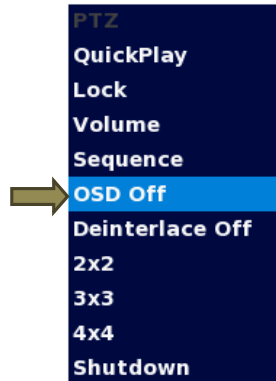 PTZ
QuickPlay
Lock
Volume
Sequence
OSD Off
Deinterlace Off
2x2
3x3
4x4
Shutdown